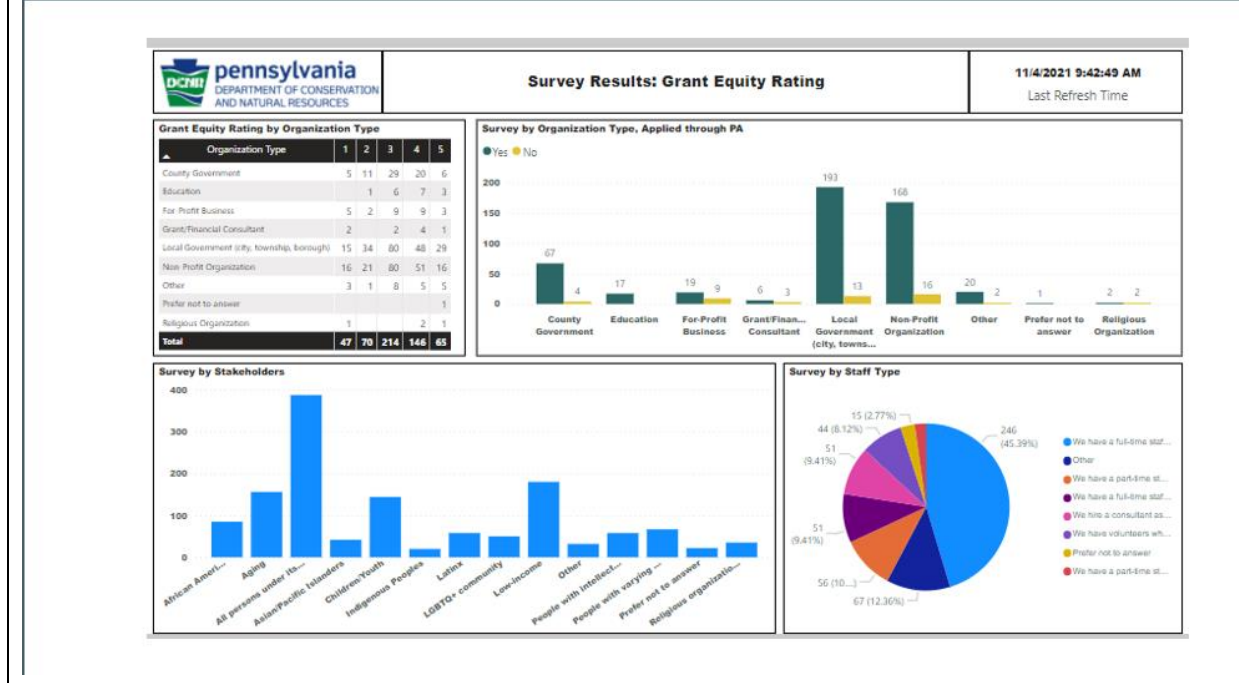 DCNR
pennsylvania
DEPARTMENT OF CONSERVATION
AND NATURAL RESOURCES
Survey Results: Grant Equity Rating
11/4/2021 9:42:49 AM
Last Refresh Time
Grant Equity Rating by Organization Type
Organization Type 1 2 3 4 5
County Government 5 11 29 20 6
Education 1 6 7 3
For-Profit Business 5 2 9 9 3
Grant/Financial Consultant 2 2 4 1
Local Government (city, township, borough) 15 34 80 48 29
Non-Profit Organization 16 21 80 51 16
Other 3 1 8 5 5
Prefer not to answer 1
Religious Organization 1 2 1
Total 47 70 214 146 65
Survey by Organization Type, Applied through PA
Yes No
200
150
100
50
0
67
4
17
19
9
6
3
193
13
168
16
20
2
1
2
2
County
Government
Education
For-Profit
Business
Grant/Finan...
Consultant
Local
Government
(city, towns...
Non-Profit
Organization
Other
Prefer not to
answer
Religious
Organization
Survey by Stakeholders
400
300
200
100
0
African Ameri...
Aging
All persons under its...
Asian/Pacific Islanders
Children/Youth
Indigenous Peoples
Latinx
LGBTQ+ community
Low-income
Other
People with intellect...
People with varying ...
Prefer not to answer
Religious organizatio...
Survey by Staff Type
15 (2.77%)
44 (8.12%)
51
(9.41%)
51
(9.41%)
56 (10...)
67 (12.36%)
246
(45.39%)
We have a full-time staf...
Other
We have a part-time st...
We have a full-time staf...
We hire a consultant as...
We have volunteers wh...
Prefer not to answer
We have a part-time st...